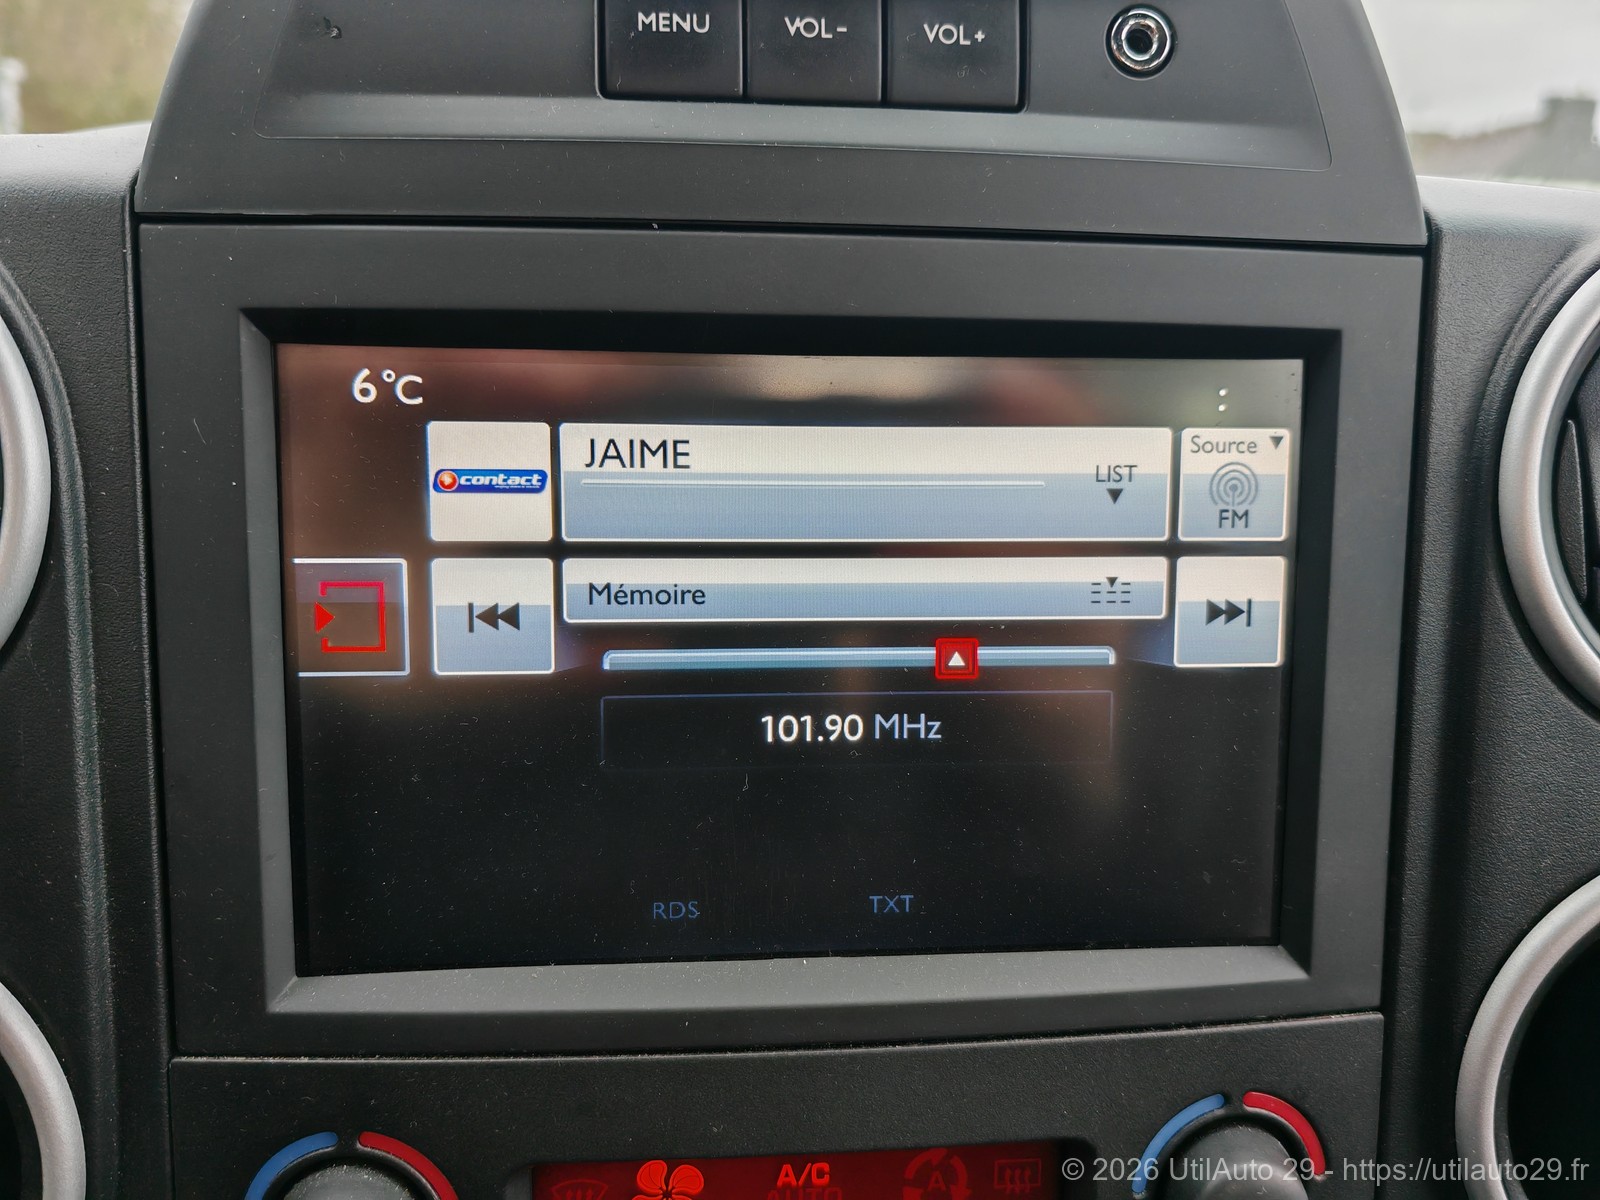 MENU
VOL-
VOL+
6°C
contact
JAIME
LIST
Source
FM
Mémoire
101.90 MHz
RDS
TXT
A/C
AUTO
A
© 2026 UtilAuto 29 - https://utilauto29.fr